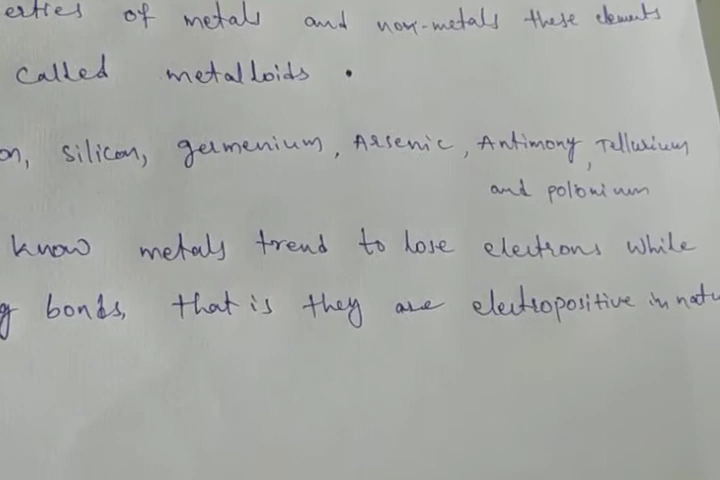 erties of metals and non-metals these elements
called metalloids .
on, silicon, germenium, Arsenic, Antimony, Tellurium
and polonium
know metals trend to lose electrons while
g bonds, that is they are electropositive in natu